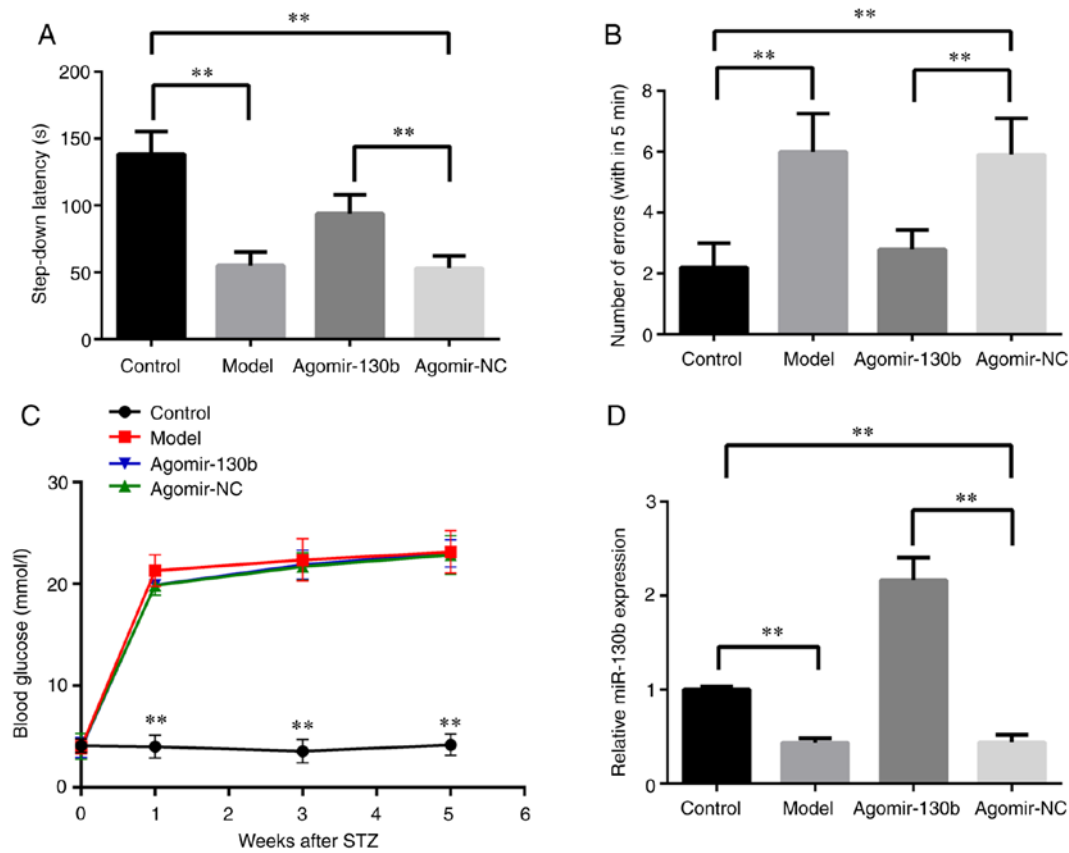 A
**
**
**
Step-down latency (s)
200
150
100
50
0
Control Model Agomir-130b Agomir-NC
B
**
**
**
Number of errors (with in 5 min)
8
6
4
2
0
Control Model Agomir-130b Agomir-NC
C
Control
Model
Agomir-130b
Agomir-NC
Blood glucose (mmol/l)
30
20
10
0
** ** **
0 1 2 3 4 5 6
Weeks after STZ
D
**
**
**
Relative miR-130b expression
3
2
1
0
Control Model Agomir-130b Agomir-NC